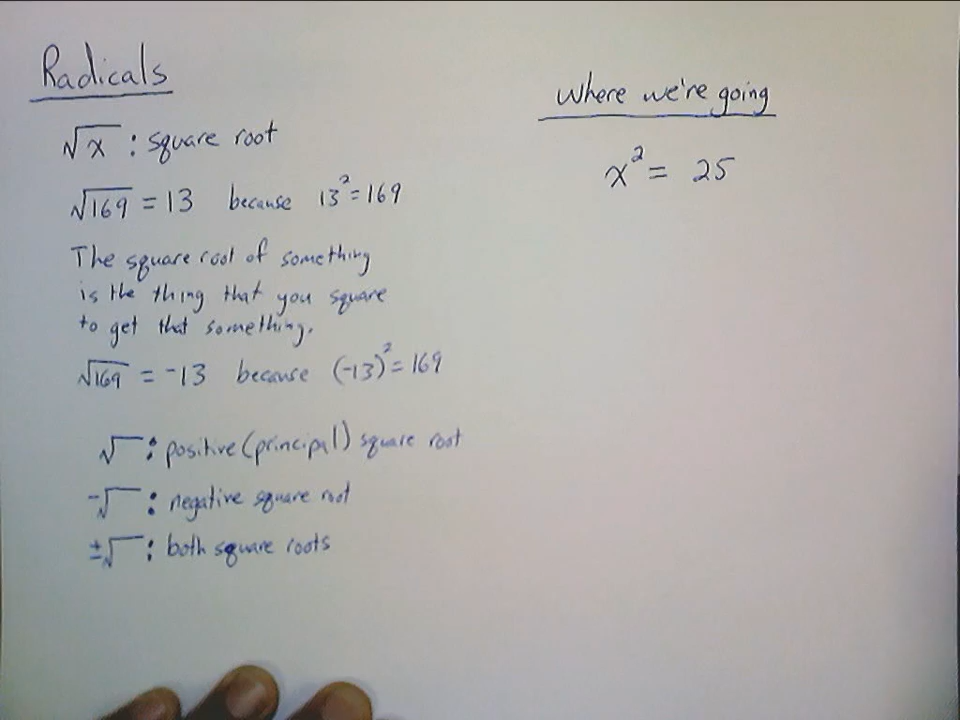 Radicals
√x : square root
√169 = 13 because 13² = 169
The square root of something
is the thing that you square
to get that something.
√169 = -13 because (-13)² = 169
√ : positive (principal) square root
-√ : negative square root
±√ : both square roots
Where we're going
x² = 25